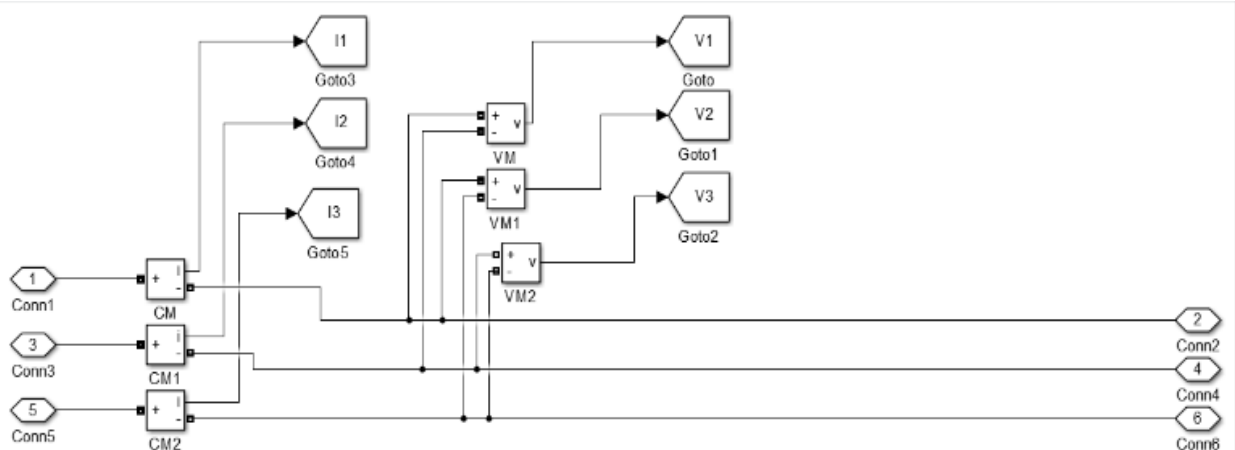 I1
Goto3
I2
Goto4
I3
Goto5
V1
Goto
V2
Goto1
V3
Goto2
+
-
v
VM
+
-
v
VM1
+
-
v
VM2
1
Conn1
+
i
-
CM
3
Conn3
+
i
-
CM1
5
Conn5
+
i
-
CM2
2
Conn2
4
Conn4
6
Conn6